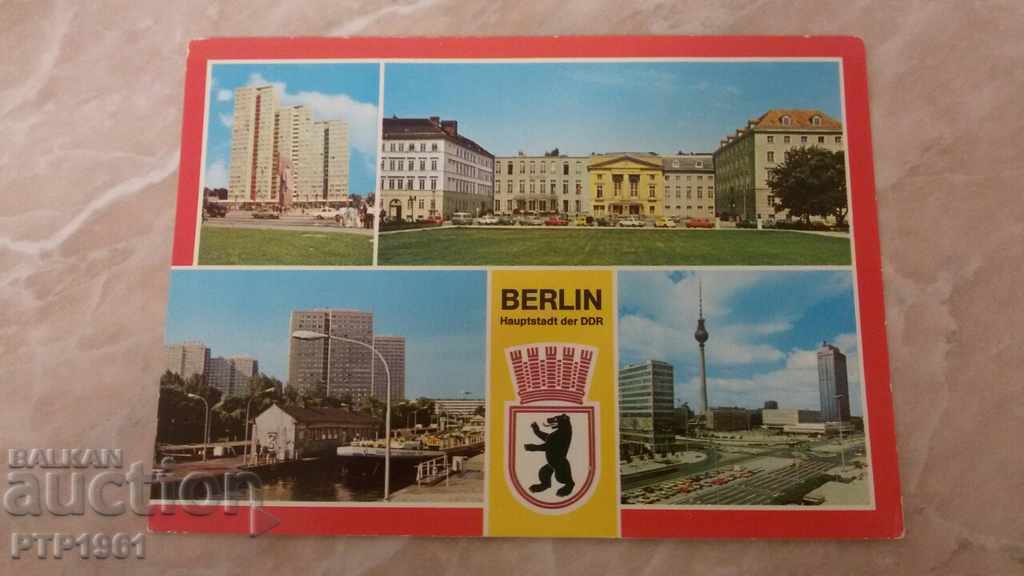 BERLIN
Hauptstadt der DDR
BALKAN
auction
PTP1961